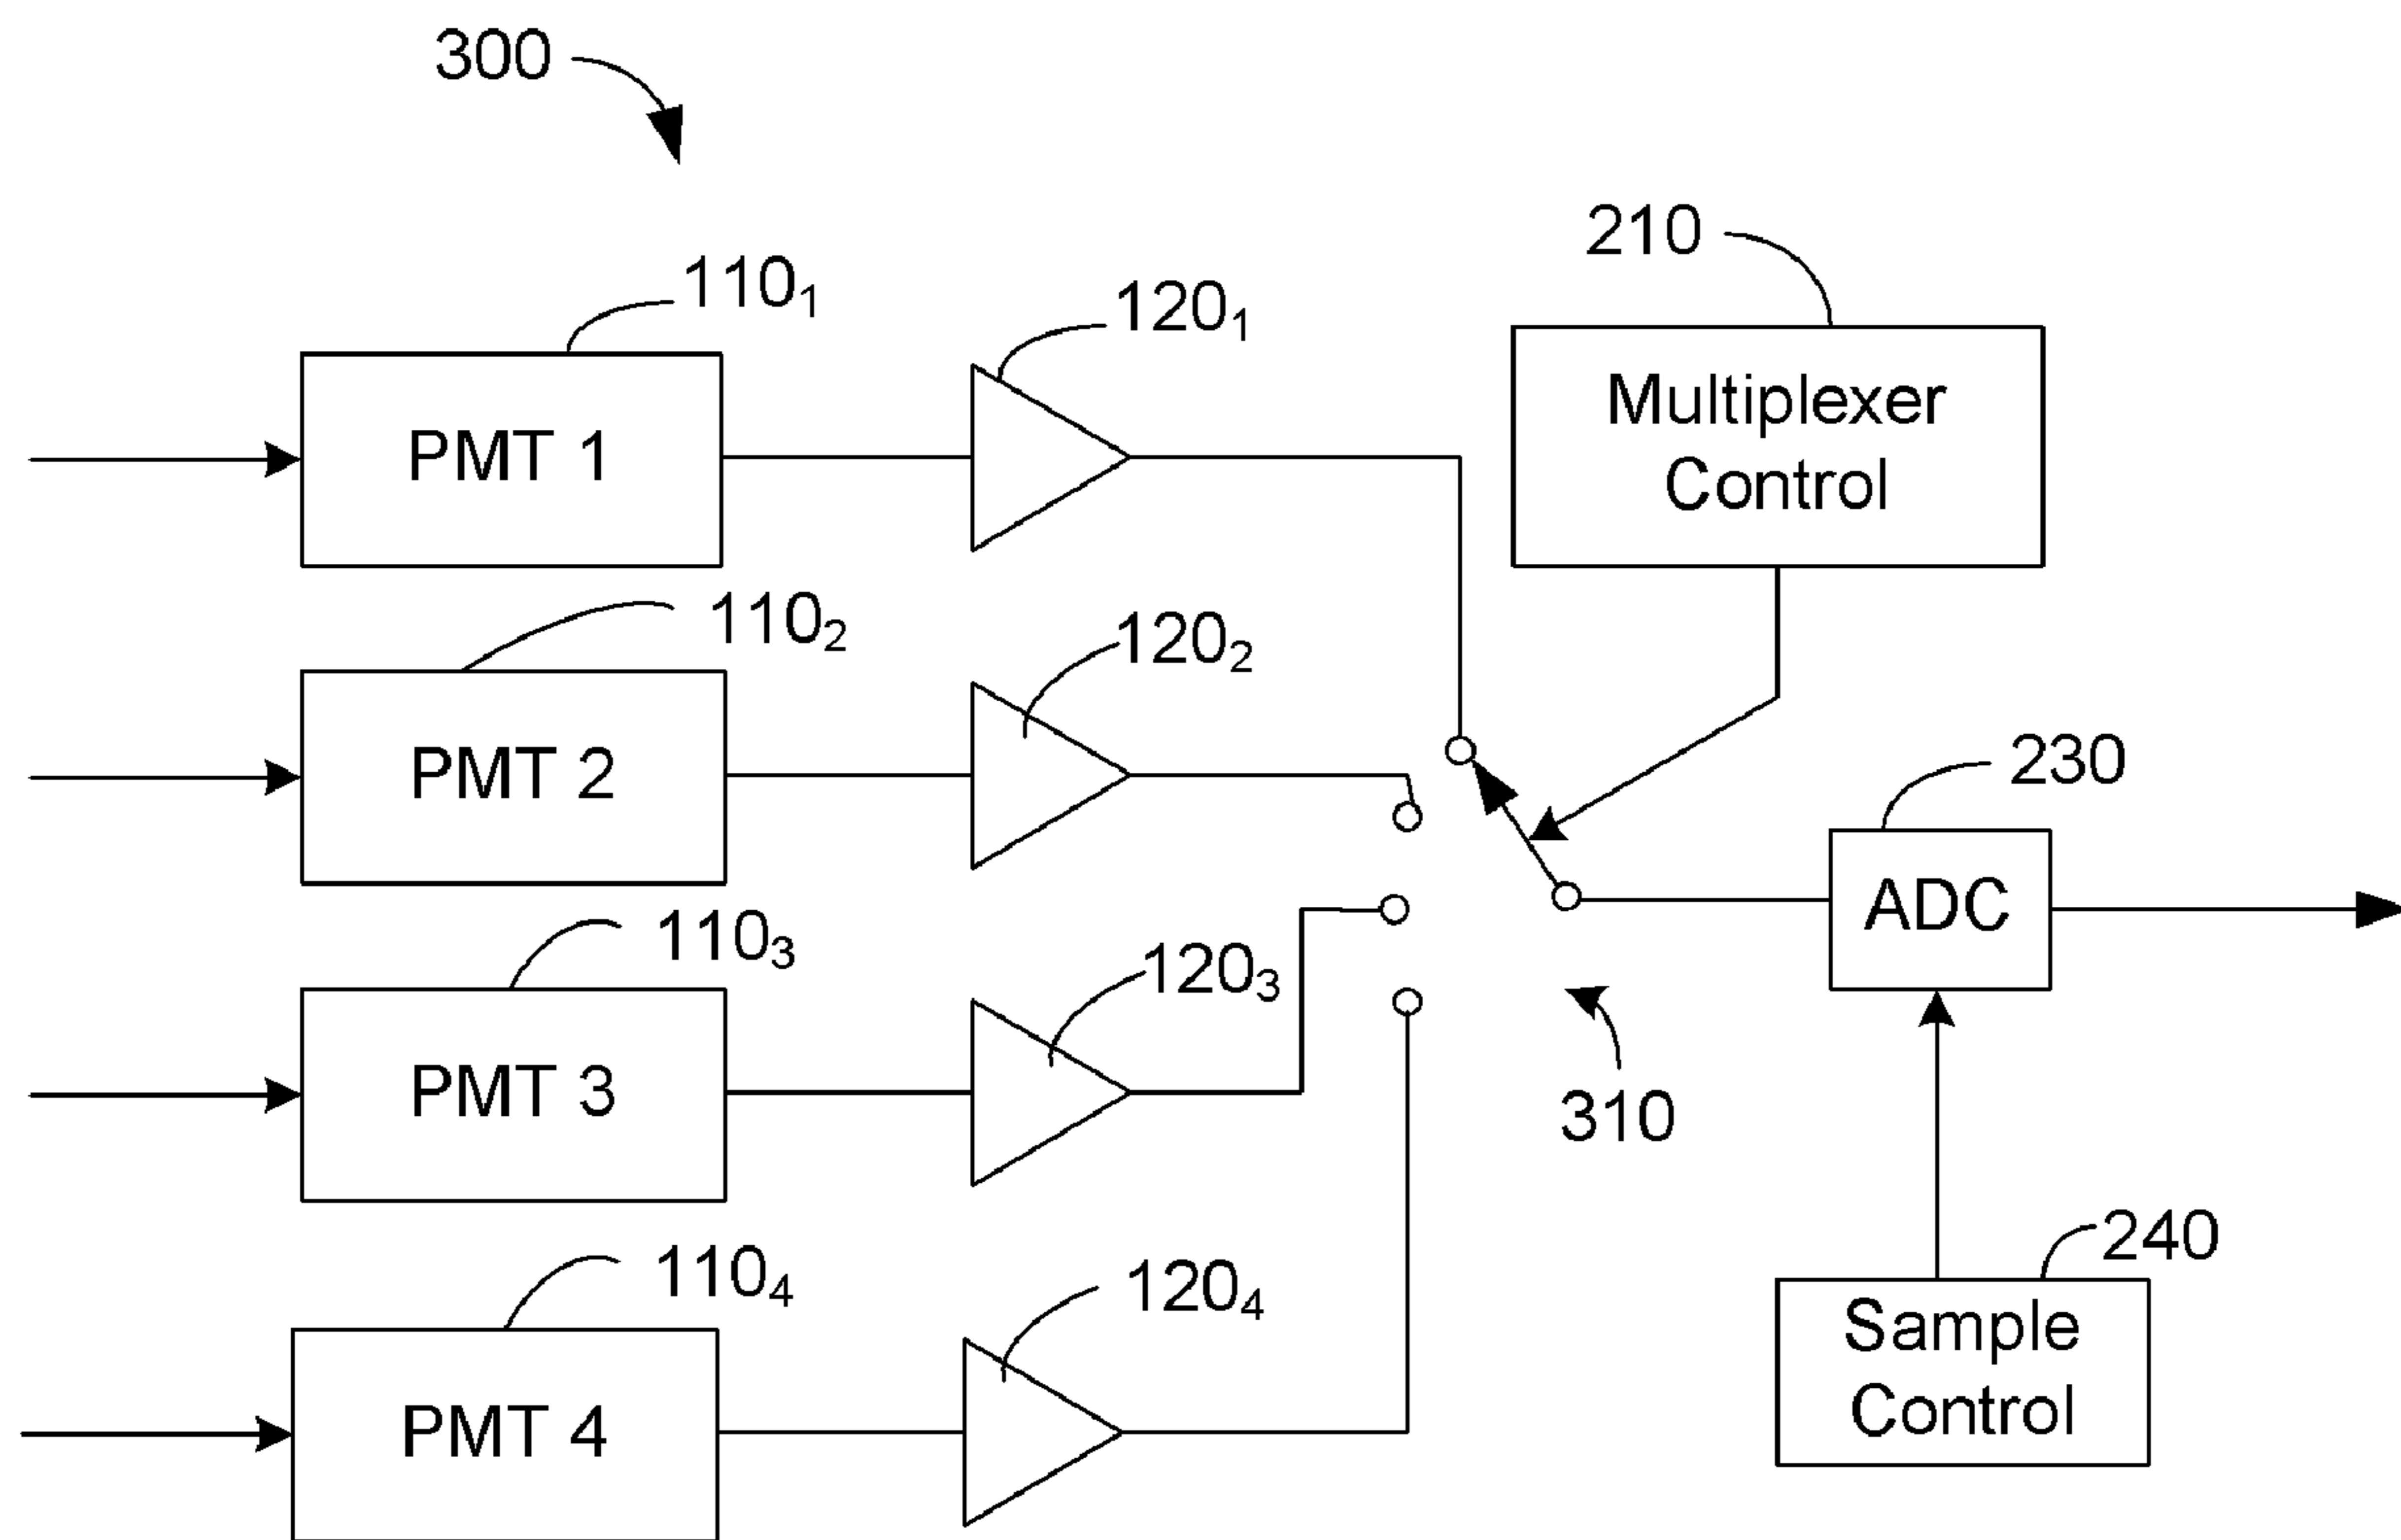 300
210
110₁
120₁
Multiplexer
Control
PMT 1
110₂
120₂
230
PMT 2
ADC
110₃
120₃
310
PMT 3
240
110₄
120₄
Sample
Control
PMT 4